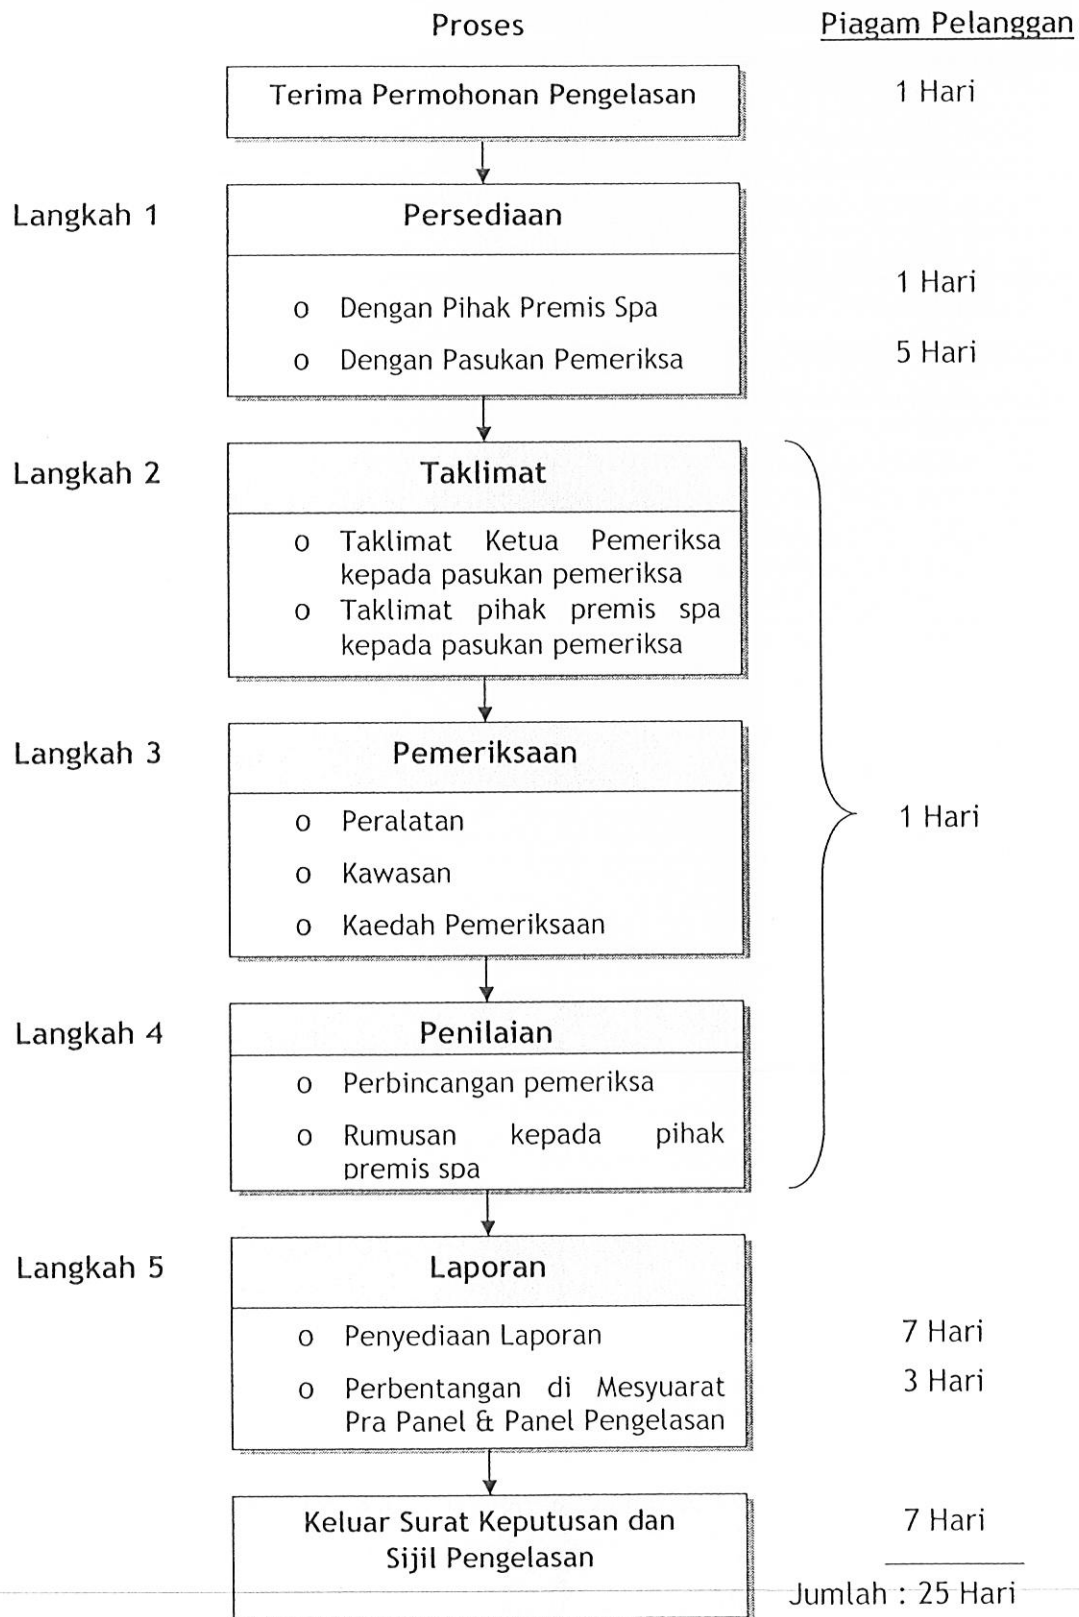 Proses Piagam Pelanggan
Terima Permohonan Pengelasan 1 Hari
Langkah 1 Persediaan
1 Hari
o Dengan Pihak Premis Spa
o Dengan Pasukan Pemeriksa 5 Hari
Langkah 2 Taklimat
o Taklimat Ketua Pemeriksa
kepada pasukan pemeriksa
o Taklimat pihak premis spa
kepada pasukan pemeriksa
Langkah 3 Pemeriksaan
o Peralatan 1 Hari
o Kawasan
o Kaedah Pemeriksaan
Langkah 4 Penilaian
o Perbincangan pemeriksa
o Rumusan kepada pihak
premis spa
Langkah 5 Laporan
o Penyediaan Laporan 7 Hari
o Perbentangan di Mesyuarat 3 Hari
Pra Panel & Panel Pengelasan
Keluar Surat Keputusan dan 7 Hari
Sijil Pengelasan
Jumlah : 25 Hari